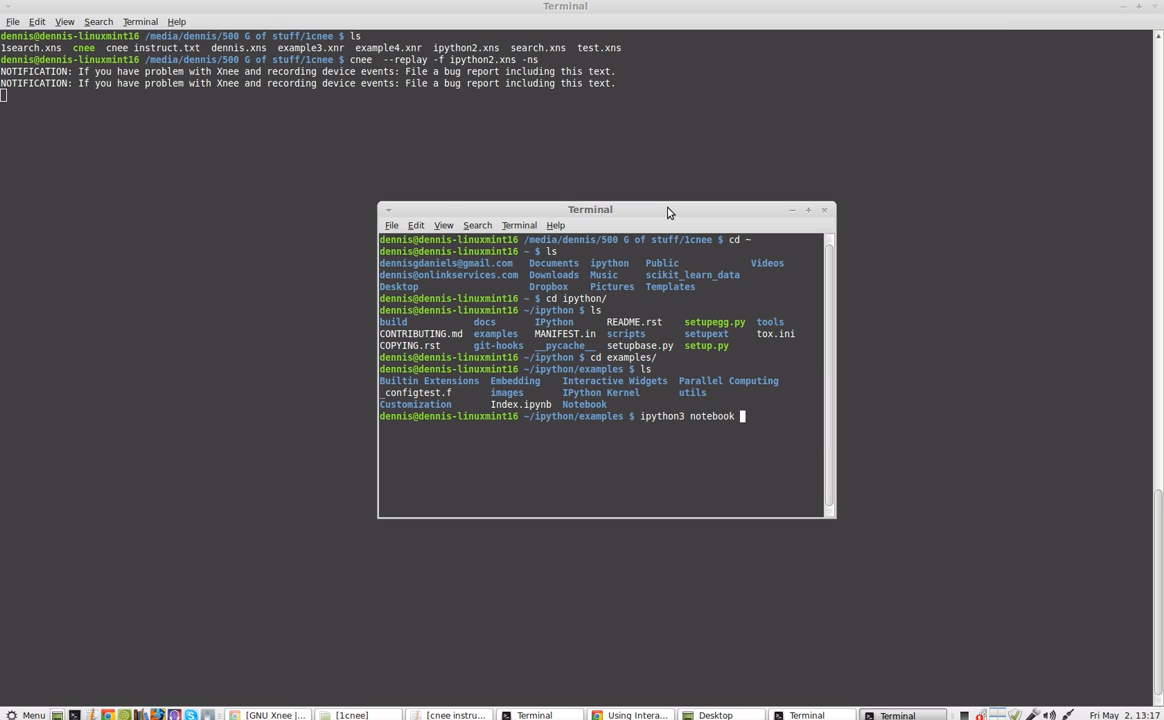 Terminal
File Edit View Search Terminal Help
dennis@dennis-linuxmint16 /media/dennis/500 G of stuff/1cnee $ ls
1search.xns cnee cnee instruct.txt dennis.xns example3.xnr example4.xnr ipython2.xns search.xns test.xns
dennis@dennis-linuxmint16 /media/dennis/500 G of stuff/1cnee $ cnee --replay -f ipython2.xns -ns
NOTIFICATION: If you have problem with Xnee and recording device events: File a bug report including this text.
NOTIFICATION: If you have problem with Xnee and recording device events: File a bug report including this text.
Terminal
File Edit View Search Terminal Help
dennis@dennis-linuxmint16 /media/dennis/500 G of stuff/1cnee $ cd ~
dennis@dennis-linuxmint16 ~ $ ls
dennisgdaniels@gmail.com Documents ipython Public Videos
dennis@onlinkservices.com Downloads Music scikit_learn_data
Desktop Dropbox Pictures Templates
dennis@dennis-linuxmint16 ~ $ cd ipython/
dennis@dennis-linuxmint16 ~/ipython $ ls
build docs IPython README.rst setupegg.py tools
CONTRIBUTING.md examples MANIFEST.in scripts setupext tox.ini
COPYING.rst git-hooks __pycache__ setupbase.py setup.py
dennis@dennis-linuxmint16 ~/ipython $ cd examples/
dennis@dennis-linuxmint16 ~/ipython/examples $ ls
Builtin Extensions Embedding Interactive Widgets Parallel Computing
_configtest.f images IPython Kernel utils
Customization Index.ipynb Notebook
dennis@dennis-linuxmint16 ~/ipython/examples $ ipython3 notebook
Menu [GNU Xnee |... [1cnee] [cnee instru... Terminal Using Intera... Desktop Terminal Terminal Fri May 2, 13:17